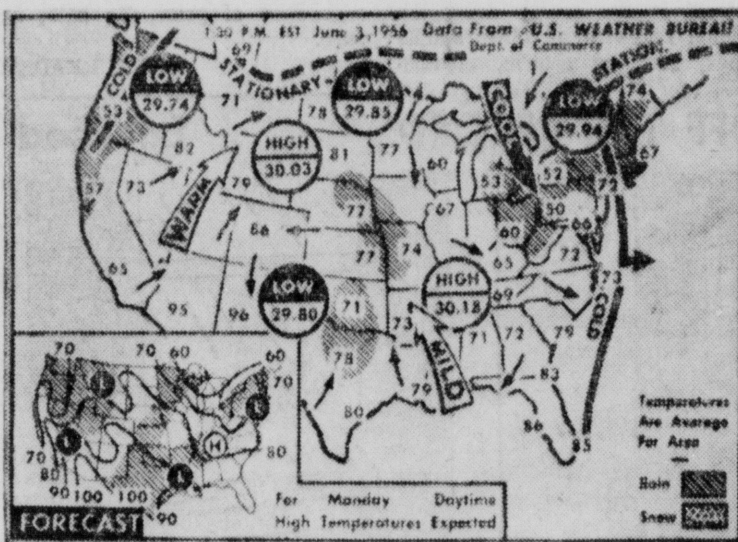 1:30 P.M. EST June 3, 1956 Data From U.S. WEATHER BUREAU
Dept. of Commerce
COLD
STATIONARY
STATION.
COOL
69
LOW
29.74
71
53
78
LOW
29.85
LOW
29.94
74
67
HIGH
30.03
82
81
77
60
53
52
72
57
73
79
WARM
77
67
50
60
66
86
74
77
65
72
65
95
96
LOW
29.80
71
HIGH
30.18
69
73
COLD
73
71
72
79
78
79
MILD
83
80
86
85
70
70
60
60
70
L
L
L
L
H
70
80
90
100
100
90
80
FORECAST
For Monday Daytime
High Temperatures Expected
Temperatures
Are Average
For Area
Rain
Snow